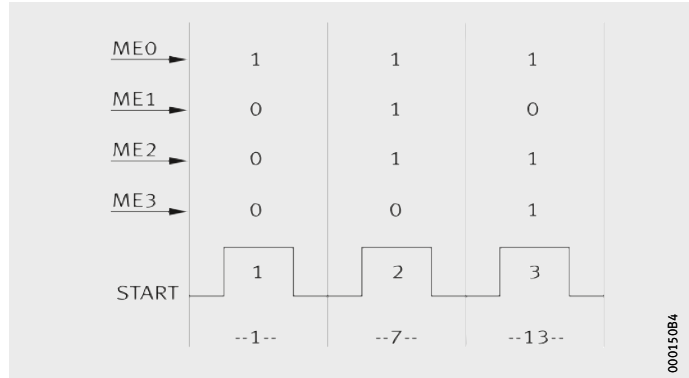 ME0 1 1 1
ME1 0 1 0
ME2 0 1 1
ME3 0 0 1
START 1 2 3
--1-- --7-- --13--
000150B4